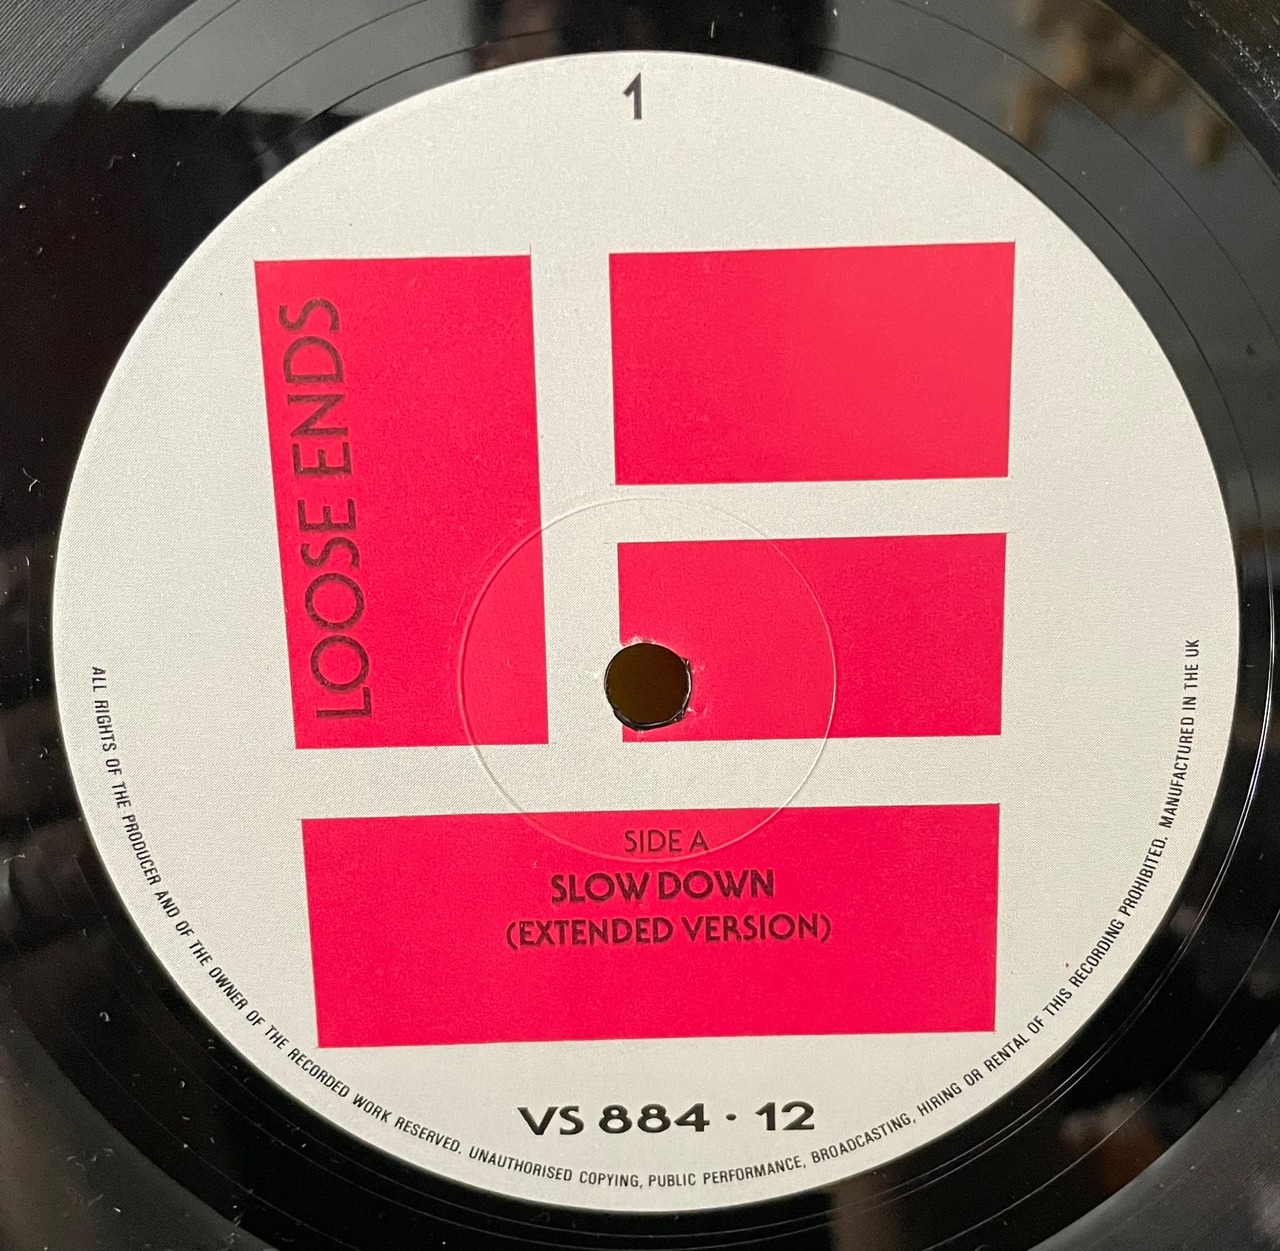 1
LOOSE ENDS
SIDE A
SLOW DOWN
(EXTENDED VERSION)
VS 884 · 12
ALL RIGHTS OF THE PRODUCER AND OF THE OWNER OF THE RECORDED WORK RESERVED. UNAUTHORISED COPYING, PUBLIC PERFORMANCE, BROADCASTING, HIRING OR RENTAL OF THIS RECORDING PROHIBITED. MANUFACTURED IN THE UK